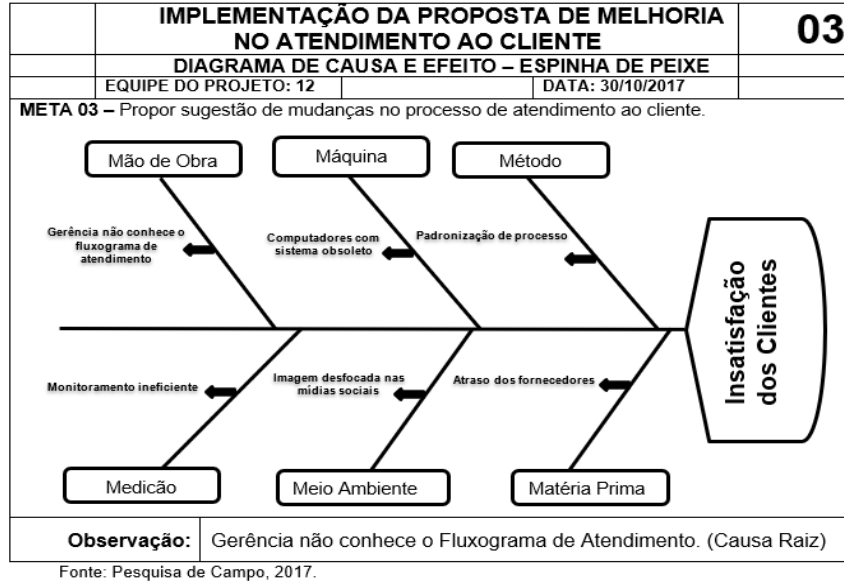 IMPLEMENTAÇÃO DA PROPOSTA DE MELHORIA
NO ATENDIMENTO AO CLIENTE
03
DIAGRAMA DE CAUSA E EFEITO – ESPINHA DE PEIXE
EQUIPE DO PROJETO: 12
DATA: 30/10/2017
META 03 – Propor sugestão de mudanças no processo de atendimento ao cliente.
Mão de Obra
Máquina
Método
Gerência não conhece o
fluxograma de
atendimento
Computadores com
sistema obsoleto
Padronização de processo
Insatisfação
dos Clientes
Monitoramento ineficiente
Imagem desfocada nas
mídias sociais
Atraso dos fornecedores
Medicão
Meio Ambiente
Matéria Prima
Observação:
Gerência não conhece o Fluxograma de Atendimento. (Causa Raiz)
Fonte: Pesquisa de Campo, 2017.